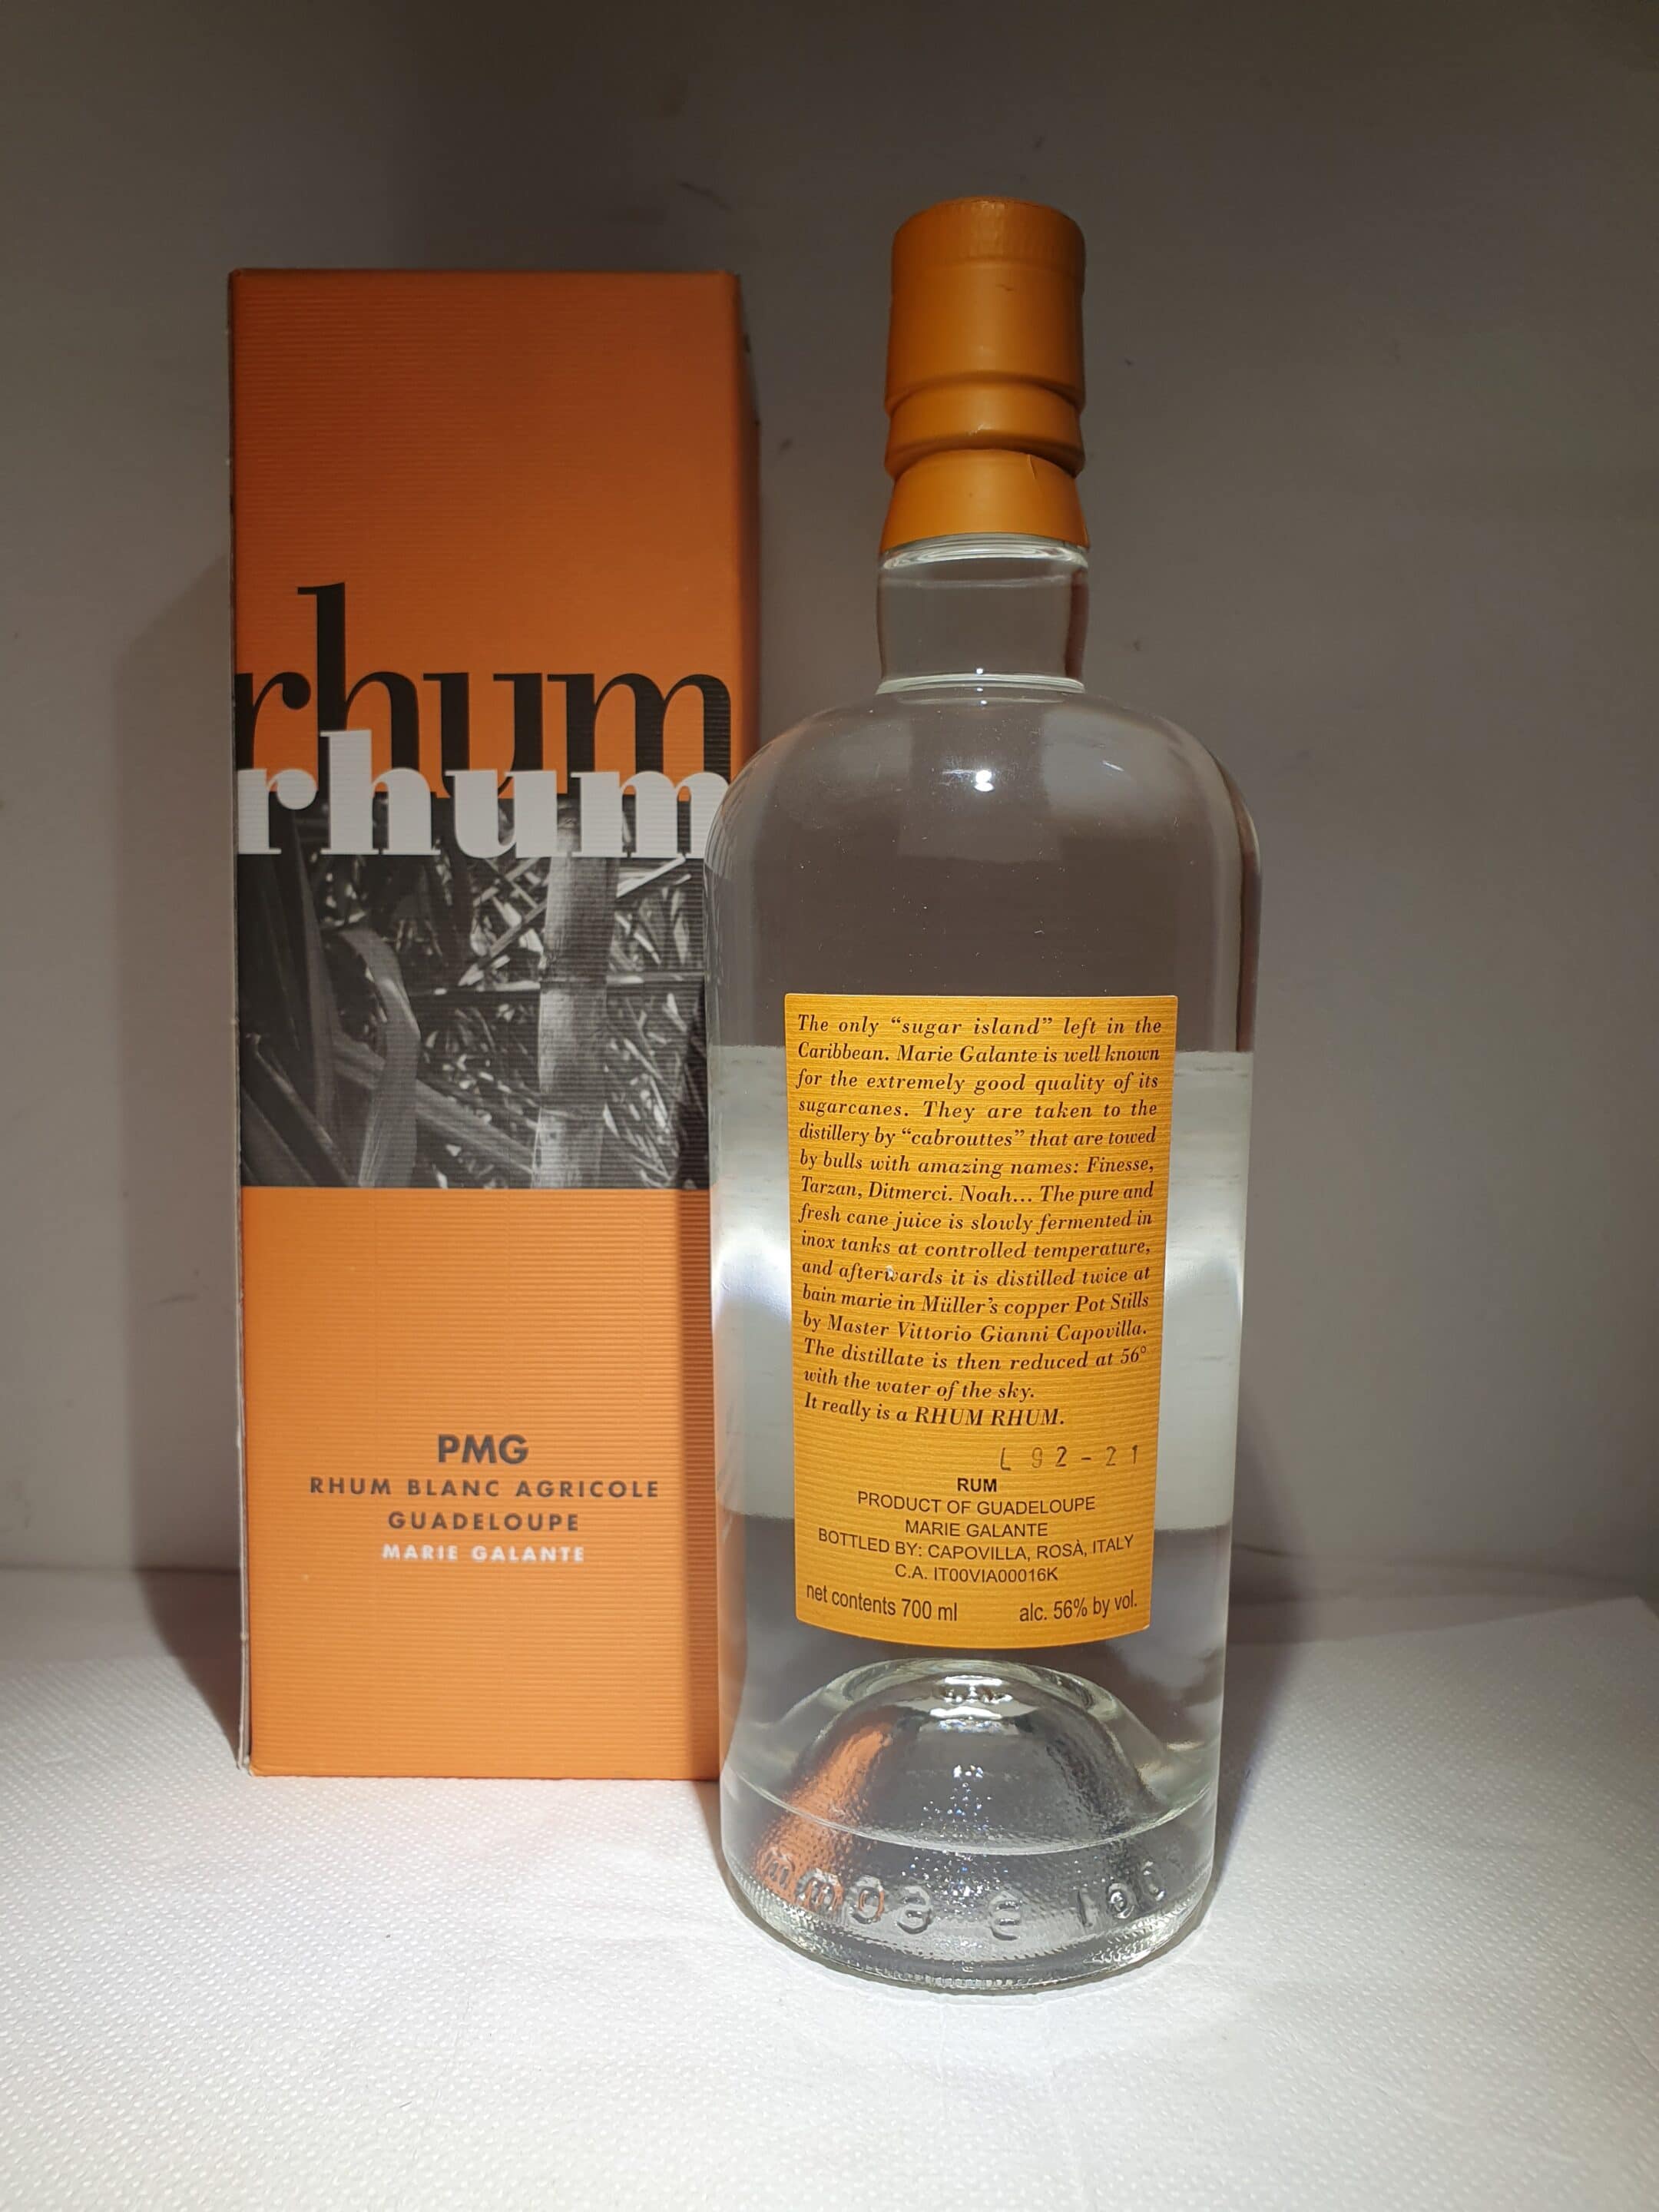 rhum
rhum
PMG
RHUM BLANC AGRICOLE
GUADELOUPE
MARIE GALANTE
The only “sugar island” left in the
Caribbean. Marie Galante is well known
for the extremely good quality of its
sugarcanes. They are taken to the
distillery by “cabrouttes” that are towed
by bulls with amazing names: Finesse,
Tarzan, Ditmerci. Noah... The pure and
fresh cane juice is slowly fermented in
inox tanks at controlled temperature,
and afterwards it is distilled twice at
bain marie in Müller’s copper Pot Stills
by Master Vittorio Gianni Capovilla.
The distillate is then reduced at 56°
with the water of the sky.
It really is a RHUM RHUM.
L 92-21
RUM
PRODUCT OF GUADELOUPE
MARIE GALANTE
BOTTLED BY: CAPOVILLA, ROSÀ, ITALY
C.A. IT00VIA00016K
net contents 700 ml alc. 56% by vol.